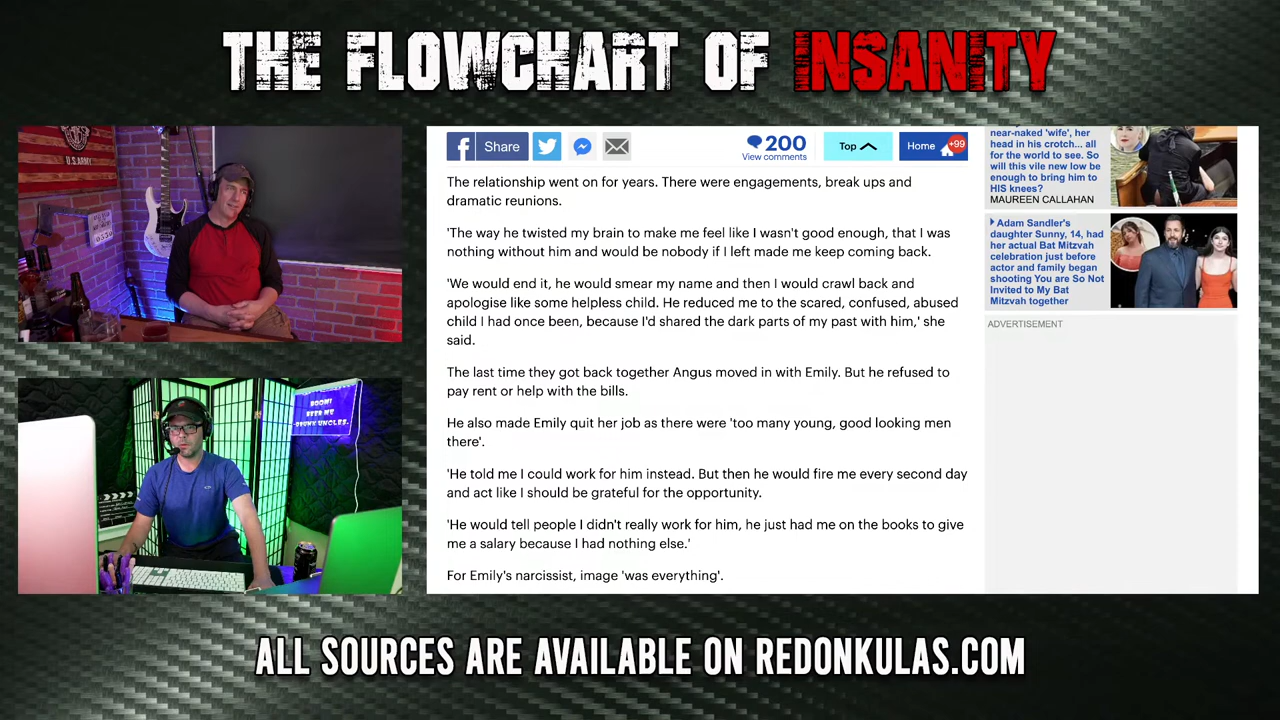 THE FLOWCHART OF INSANITY
U.S. ARMY
BOOM!
BEER ME
DRUNK UNCLES.
Share
200
View comments
Top
Home
+99
The relationship went on for years. There were engagements, break ups and
dramatic reunions.
'The way he twisted my brain to make me feel like I wasn't good enough, that I was
nothing without him and would be nobody if I left made me keep coming back.
'We would end it, he would smear my name and then I would crawl back and
apologise like some helpless child. He reduced me to the scared, confused, abused
child I had once been, because I'd shared the dark parts of my past with him,' she
said.
The last time they got back together Angus moved in with Emily. But he refused to
pay rent or help with the bills.
He also made Emily quit her job as there were 'too many young, good looking men
there'.
'He told me I could work for him instead. But then he would fire me every second day
and act like I should be grateful for the opportunity.
'He would tell people I didn't really work for him, he just had me on the books to give
me a salary because I had nothing else.'
For Emily's narcissist, image 'was everything'.
near-naked 'wife', her
head in his crotch... all
for the world to see. So
will this vile new low be
enough to bring him to
HIS knees?
MAUREEN CALLAHAN
Adam Sandler's
daughter Sunny, 14, had
her actual Bat Mitzvah
celebration just before
actor and family began
shooting You are So Not
Invited to My Bat
Mitzvah together
ADVERTISEMENT
ALL SOURCES ARE AVAILABLE ON REDONKULAS.COM